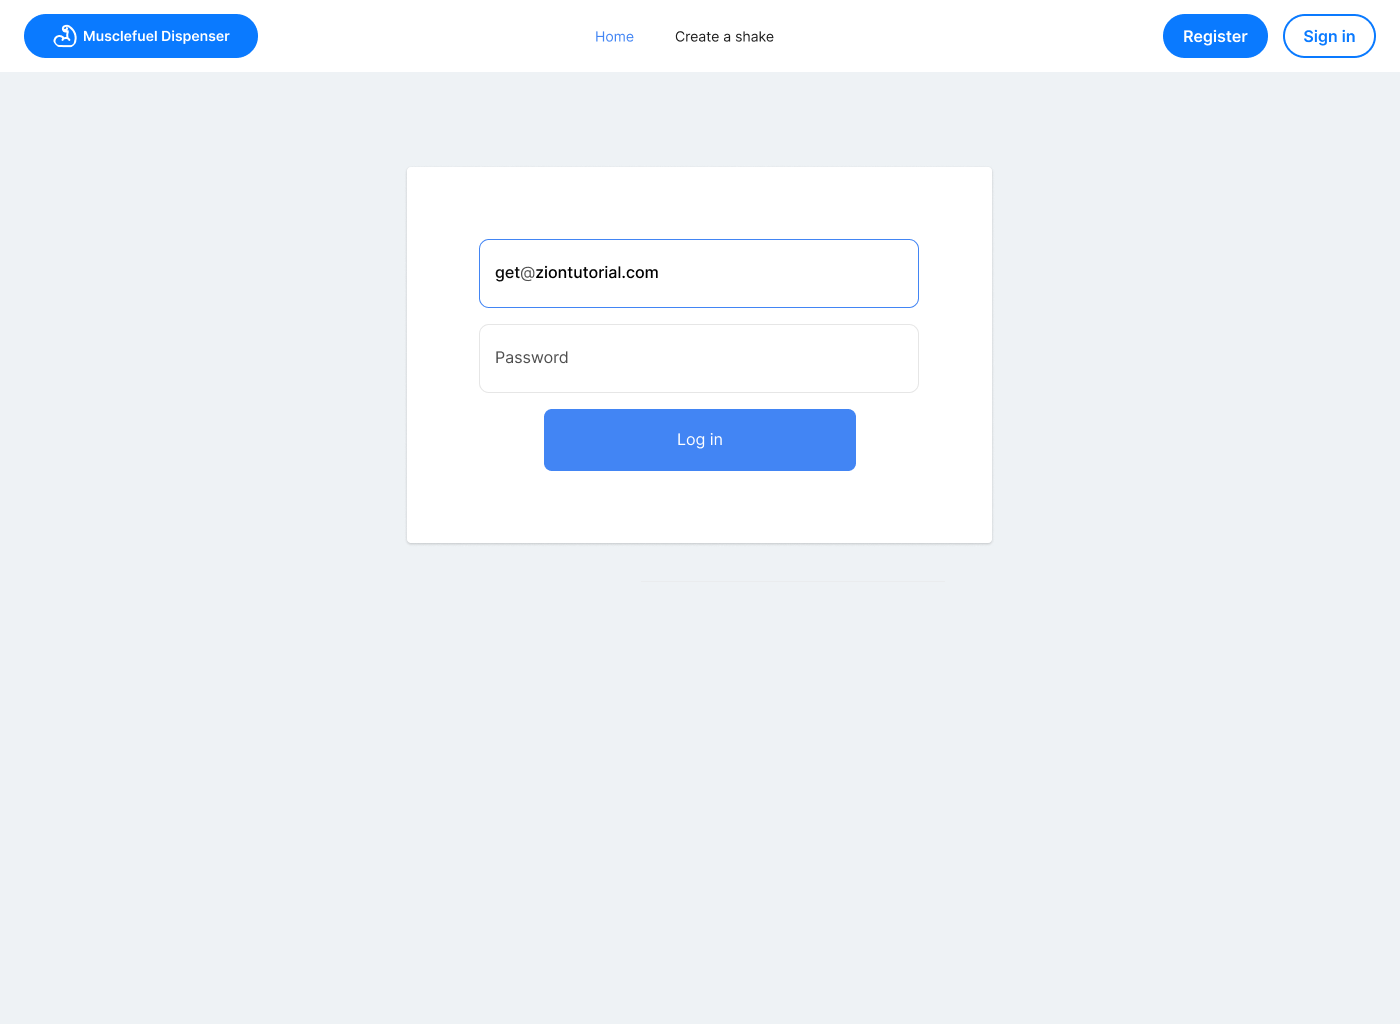 Musclefuel Dispenser
Home
Create a shake
Register
Sign in
get@ziontutorial.com
Password
Log in